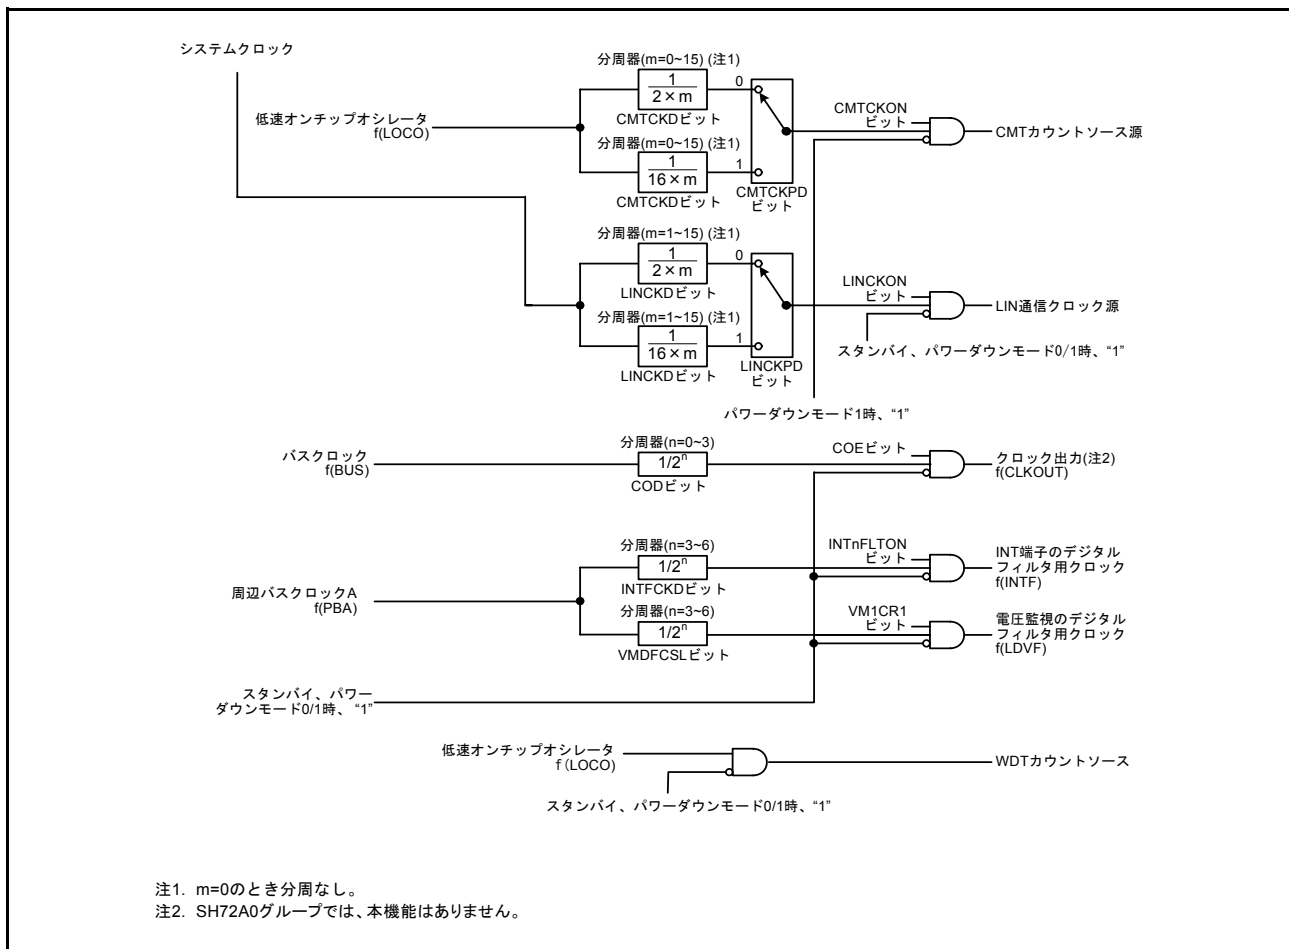 システムクロック
分周器(m=0~15) (注1)
1
2 × m
CMTCKDビット
0
低速オンチップオシレータ
f(LOCO)
分周器(m=0~15) (注1)
1
16 × m
CMTCKDビット
1
CMTCKPD
ビット
CMTCKON
ビット
CMTカウントソース源
分周器(m=1~15) (注1)
1
2 × m
LINCKDビット
0
分周器(m=1~15) (注1)
1
16 × m
LINCKDビット
1
LINCKPD
ビット
LINCKON
ビット
LIN通信クロック源
スタンバイ、パワーダウンモード0/1時、“1”
パワーダウンモード1時、“1”
バスクロック
f(BUS)
分周器(n=0~3)
1/2ⁿ
CODビット
COEビット
クロック出力(注2)
f(CLKOUT)
周辺バスクロックA
f(PBA)
分周器(n=3~6)
1/2ⁿ
INTFCKDビット
INTnFLTON
ビット
INT端子のデジタル
フィルタ用クロック
f(INTF)
分周器(n=3~6)
1/2ⁿ
VMDFCSLビット
VM1CR1
ビット
電圧監視のデジタル
フィルタ用クロック
f(LDVF)
スタンバイ、パワー
ダウンモード0/1時、 “1”
低速オンチップオシレータ
f (LOCO)
WDTカウントソース
スタンバイ、パワーダウンモード0/1時、“1”
注1. m=0のとき分周なし。
注2. SH72A0グループでは、本機能はありません。